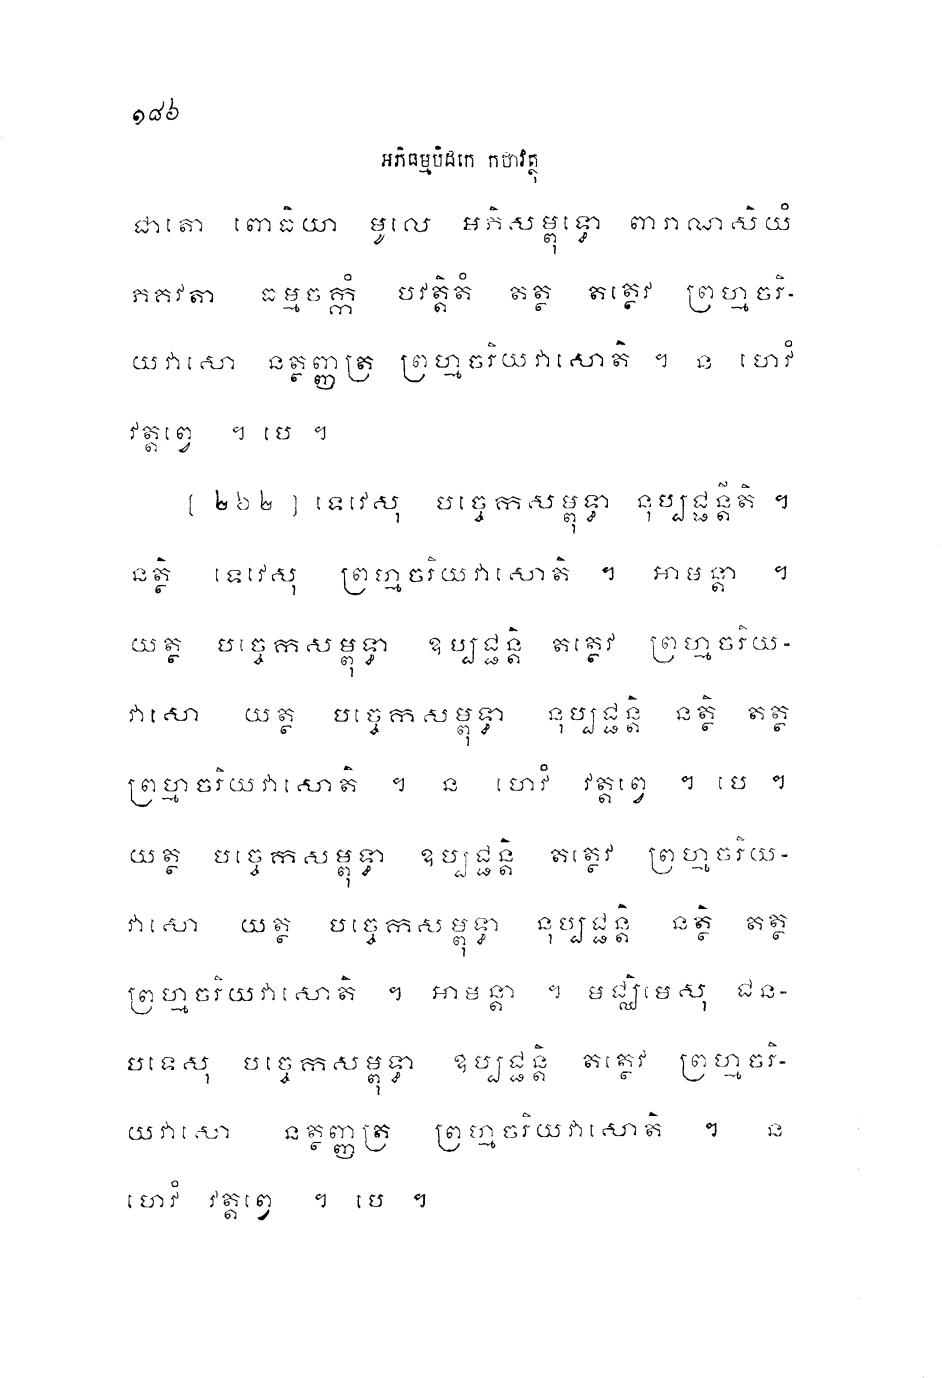 ១៨៦
អភិធម្មបិដកេ កថាវត្ថុ
ជាតោ ពោធិយា មូលេ អភិសម្ពុទ្ធោ ពារាណសិយំ
ភគវតា ធម្មចក្កំ បវត្តិតំ តត្ថ តត្ថេវ ព្រហ្មចរិ-
យវាសោ នត្ថញ្ញត្រ ព្រហ្មចរិយវាសោតិ ។ ន ហេវំ
វត្តព្វេ ។ បេ ។
[ ២៦២ ] ទេវេសុ បច្ចេកសម្ពុទ្ធា នុប្បជ្ជន្តីតិ ។
នត្ថិ ទេវេសុ ព្រហ្មចរិយវាសោតិ ។ អាមន្តា ។
យត្ថ បច្ចេកសម្ពុទ្ធា ឧប្បជ្ជន្តិ តត្ថេវ ព្រហ្មចរិយ-
វាសោ យត្ថ បច្ចេកសម្ពុទ្ធា នុប្បជ្ជន្តិ នត្ថិ តត្ថ
ព្រហ្មចរិយវាសោតិ ។ ន ហេវំ វត្តព្វេ ។ បេ ។
យត្ថ បច្ចេកសម្ពុទ្ធា ឧប្បជ្ជន្តិ តត្ថេវ ព្រហ្មចរិយ-
វាសោ យត្ថ បច្ចេកសម្ពុទ្ធា នុប្បជ្ជន្តិ នត្ថិ តត្ថ
ព្រហ្មចរិយវាសោតិ ។ អាមន្តា ។ មជ្ឈិមេសុ ជន-
បទេសុ បច្ចេកសម្ពុទ្ធា ឧប្បជ្ជន្តិ តត្ថេវ ព្រហ្មចរិ-
យវាសោ នត្ថញ្ញត្រ ព្រហ្មចរិយវាសោតិ ។ ន
ហេវំ វត្តព្វេ ។ បេ ។